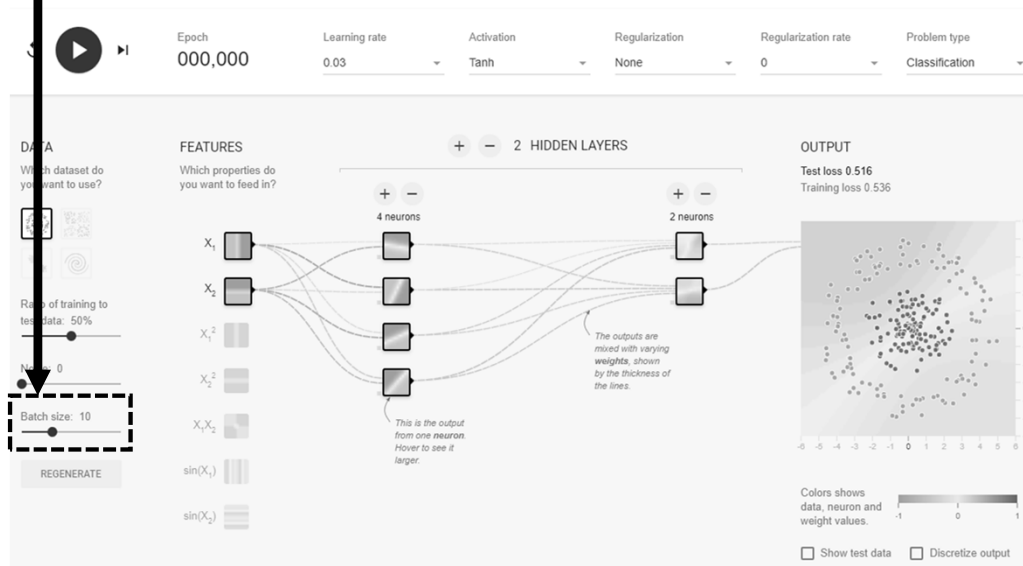 Epoch
000,000
Learning rate
0.03
Activation
Tanh
Regularization
None
Regularization rate
0
Problem type
Classification
DATA
Which dataset do
you want to use?
Ratio of training to
test data: 50%
Noise: 0
Batch size: 10
REGENERATE
FEATURES
Which properties do
you want to feed in?
X₁
X₂
X₁²
X₂²
X₁X₂
sin(X₁)
sin(X₂)
+ − 2 HIDDEN LAYERS
+ −
4 neurons
+ −
2 neurons
This is the output
from one neuron.
Hover to see it
larger.
The outputs are
mixed with varying
weights, shown
by the thickness of
the lines.
OUTPUT
Test loss 0.516
Training loss 0.536
-6 -5 -4 -3 -2 -1 0 1 2 3 4 5 6
Colors shows
data, neuron and
weight values.
-1 0 1
Show test data
Discretize output